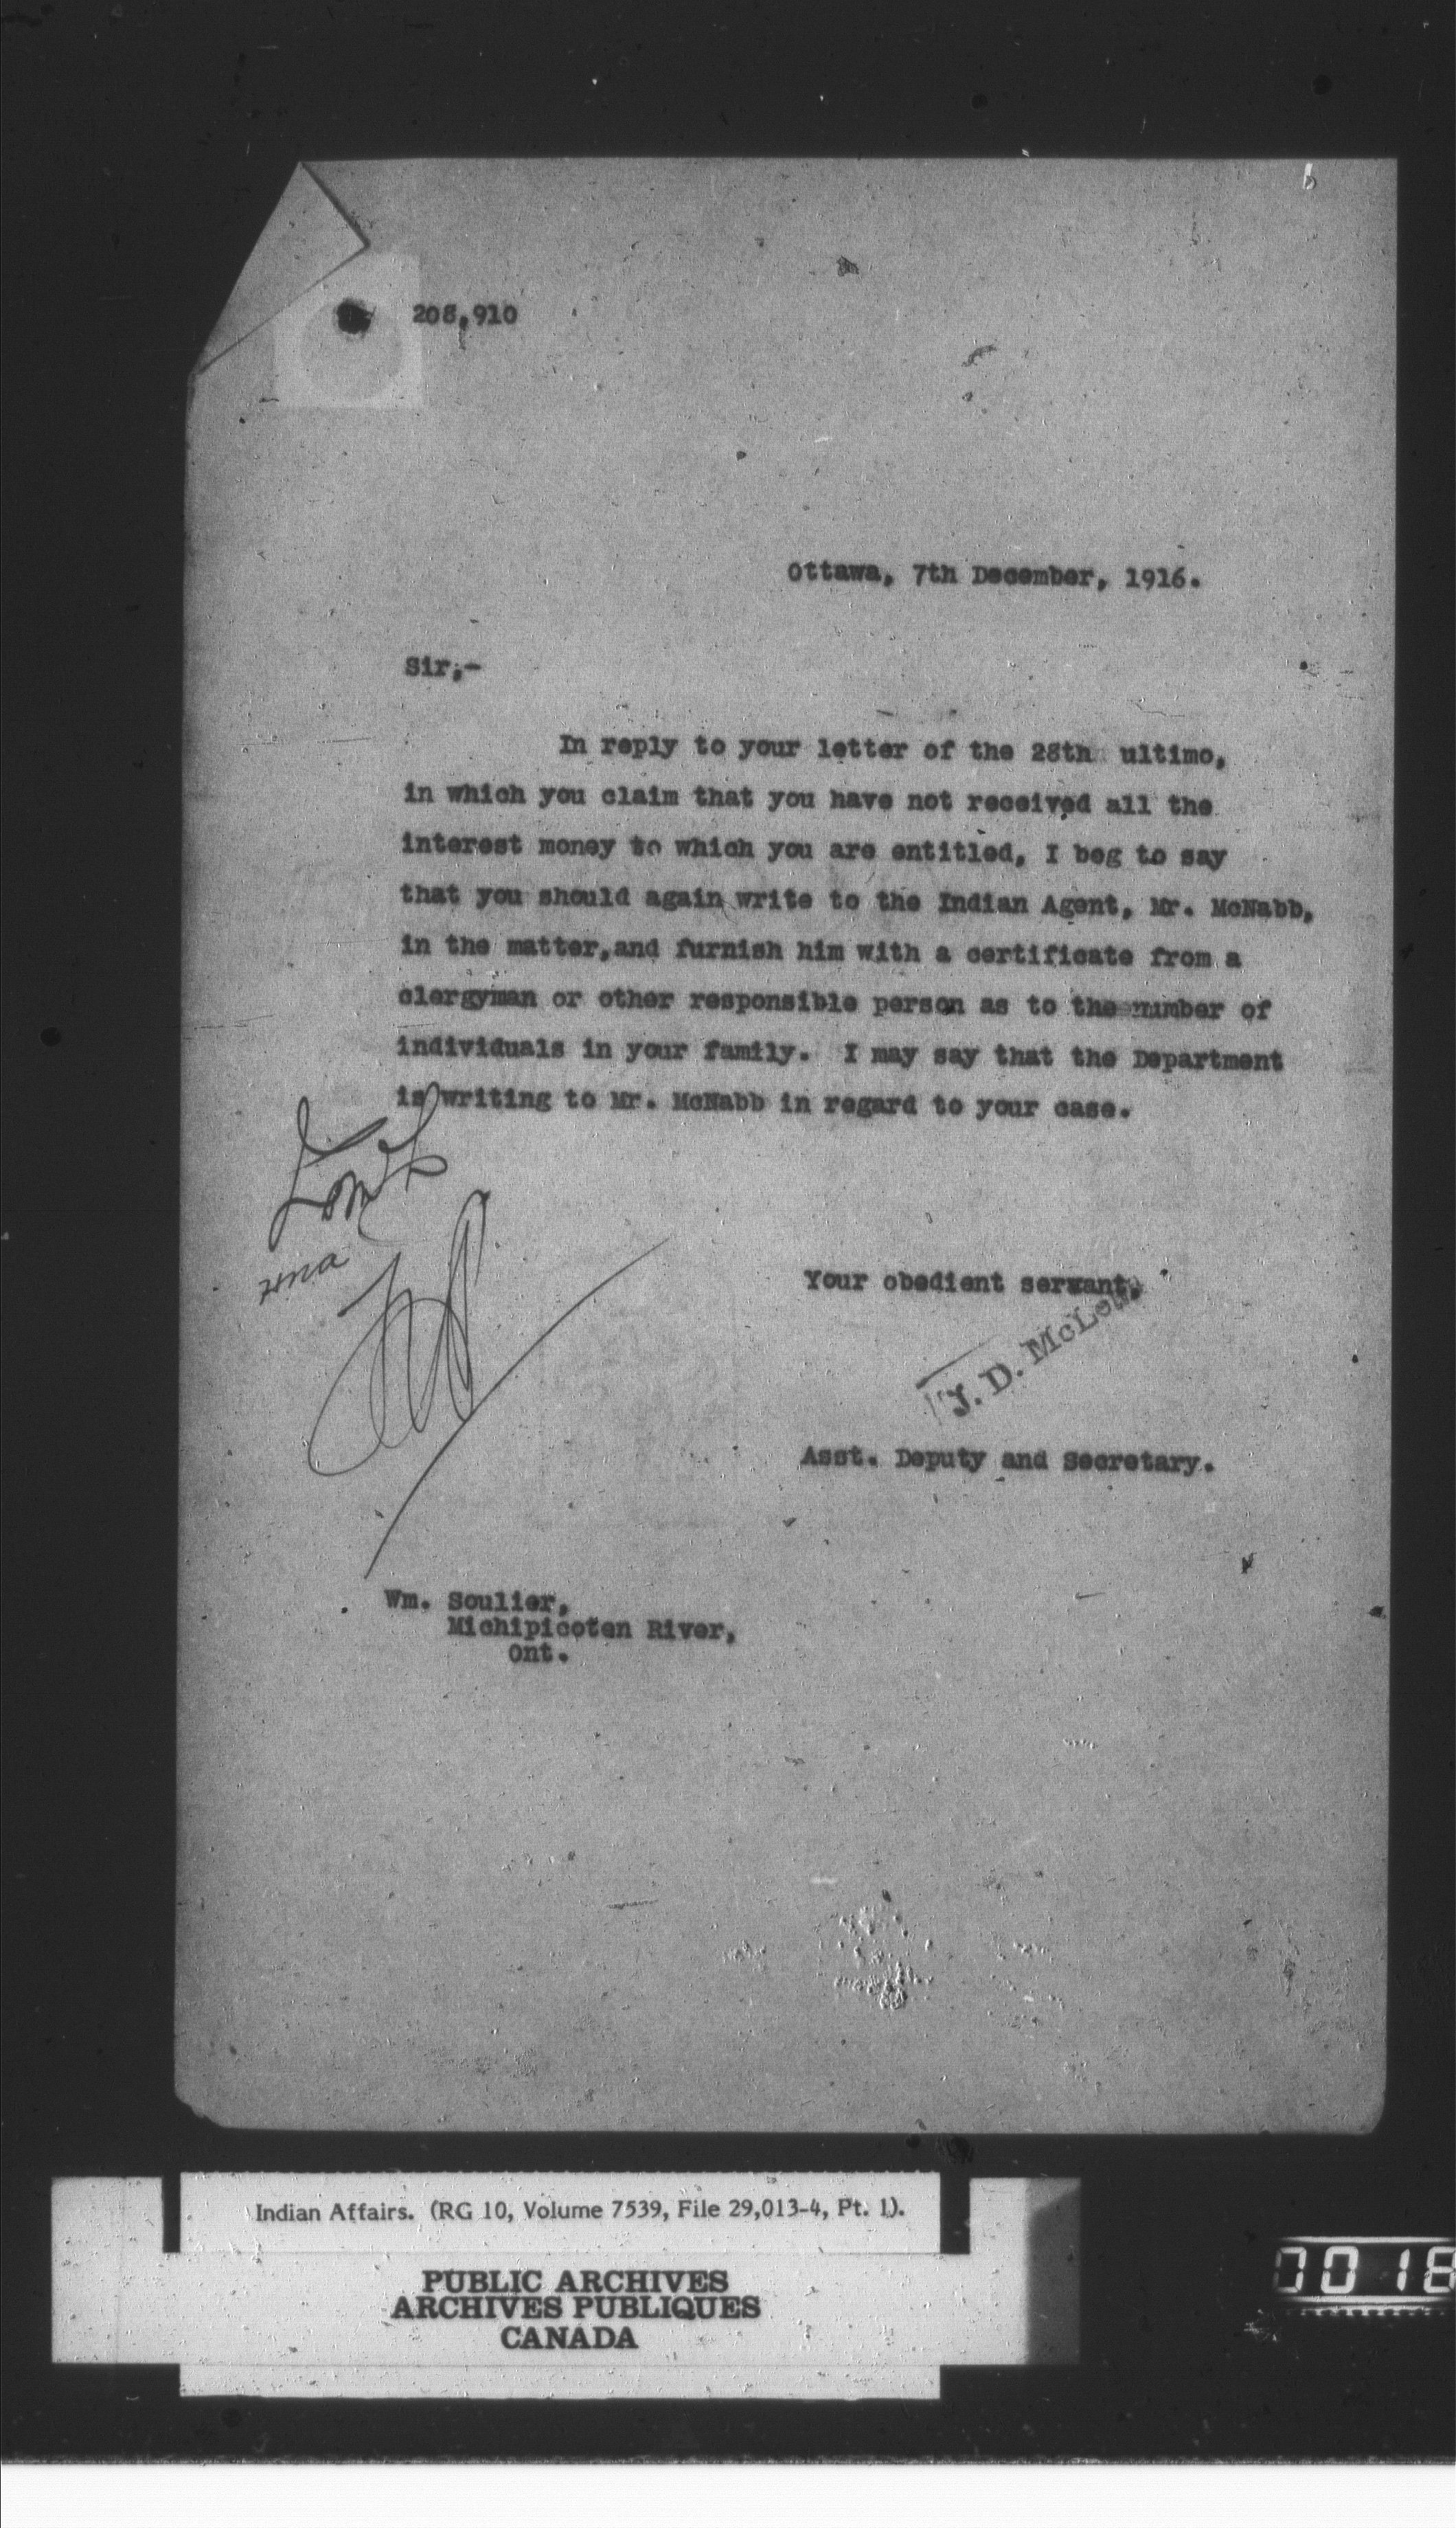 b
208,910
Ottawa, 7th December, 1916.
Sir,-
In reply to your letter of the 28th ultimo,
in which you claim that you have not received all the
interest money to which you are entitled, I beg to say
that you should again write to the Indian Agent, Mr. McNabb,
in the matter,and furnish him with a certificate from a
clergyman or other responsible person as to the number of
individuals in your family. I may say that the Department
is writing to Mr. McNabb in regard to your case.
Your obedient servant,
J. D. McLean
Asst. Deputy and Secretary.
Wm. Soulier,
Michipicoten River,
Ont.
Indian Affairs. (RG 10, Volume 7539, File 29,013-4, Pt. 1).
PUBLIC ARCHIVES
ARCHIVES PUBLIQUES
CANADA
0018